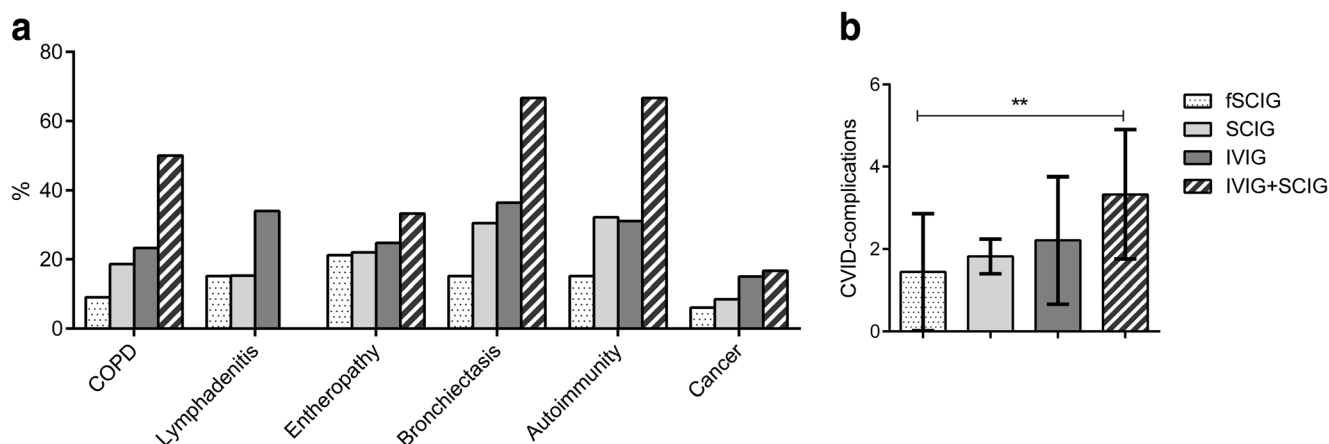 a
80
60
40
20
0
%
COPD
Lymphadenitis
Entheropathy
Bronchiectasis
Autoimmunity
Cancer
b
6
4
2
0
CVID-complications
**
fSCIG
SCIG
IVIG
IVIG+SCIG